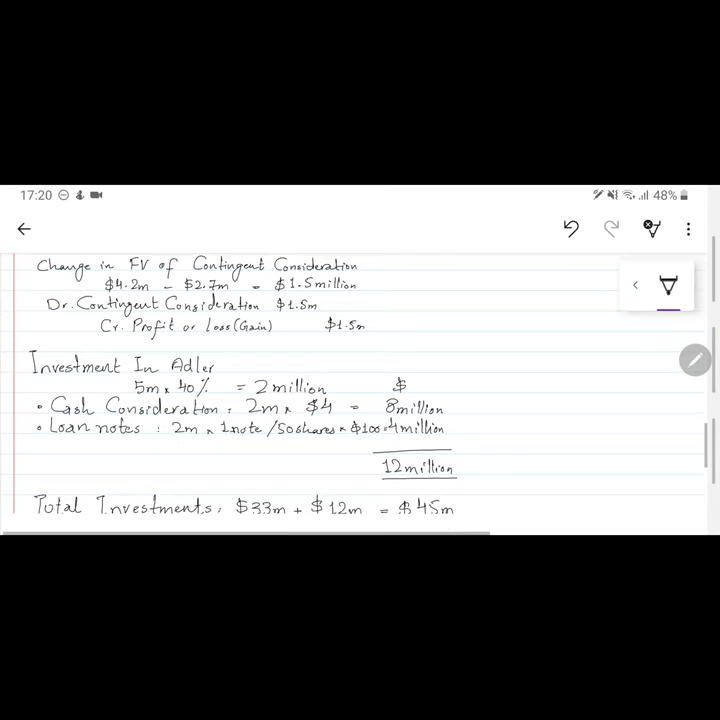 17:20
48%
Change in FV of Contingent Consideration
$4.2m - $2.7m = $1.5million
Dr. Contingent Consideration $1.5m
Cr. Profit or Loss (Gain) $1.5m
Investment In Adler
5m x 40% = 2 million $
• Cash Consideration : 2m x $4 = 8million
• Loan notes : 2m x 1note /50shares x $100 = 4million
12million
Total Investments: $33m + $12m = $45m